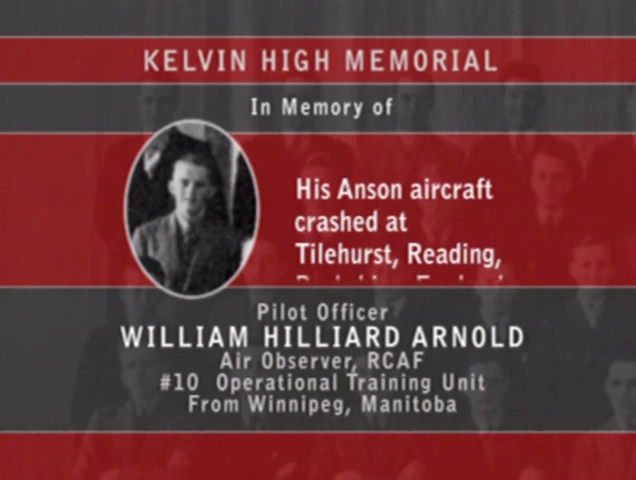 KELVIN HIGH MEMORIAL
In Memory of
His Anson aircraft
crashed at
Tilehurst, Reading,
Pilot Officer
WILLIAM HILLIARD ARNOLD
Air Observer, RCAF
#10 Operational Training Unit
From Winnipeg, Manitoba